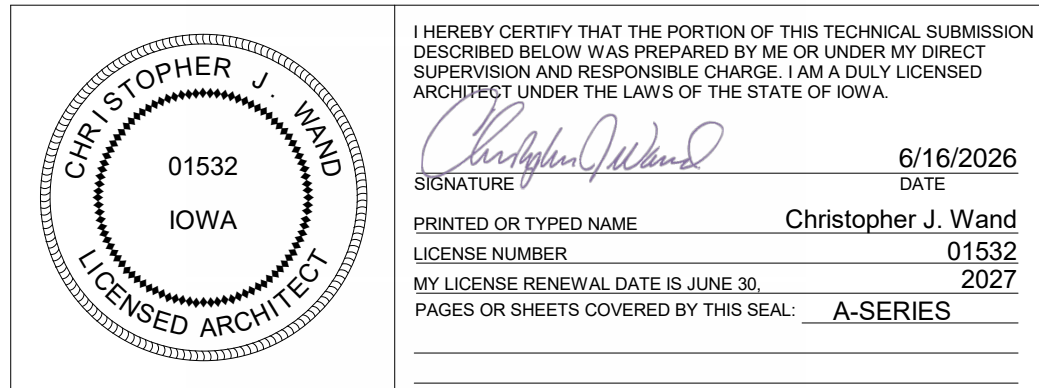 CHRISTOPHER J. WAND
01532
IOWA
LICENSED ARCHITECT
I HEREBY CERTIFY THAT THE PORTION OF THIS TECHNICAL SUBMISSION
DESCRIBED BELOW WAS PREPARED BY ME OR UNDER MY DIRECT
SUPERVISION AND RESPONSIBLE CHARGE. I AM A DULY LICENSED
ARCHITECT UNDER THE LAWS OF THE STATE OF IOWA.
Christopher J Wand 6/16/2026
SIGNATURE DATE
PRINTED OR TYPED NAME Christopher J. Wand
LICENSE NUMBER 01532
MY LICENSE RENEWAL DATE IS JUNE 30, 2027
PAGES OR SHEETS COVERED BY THIS SEAL: A-SERIES